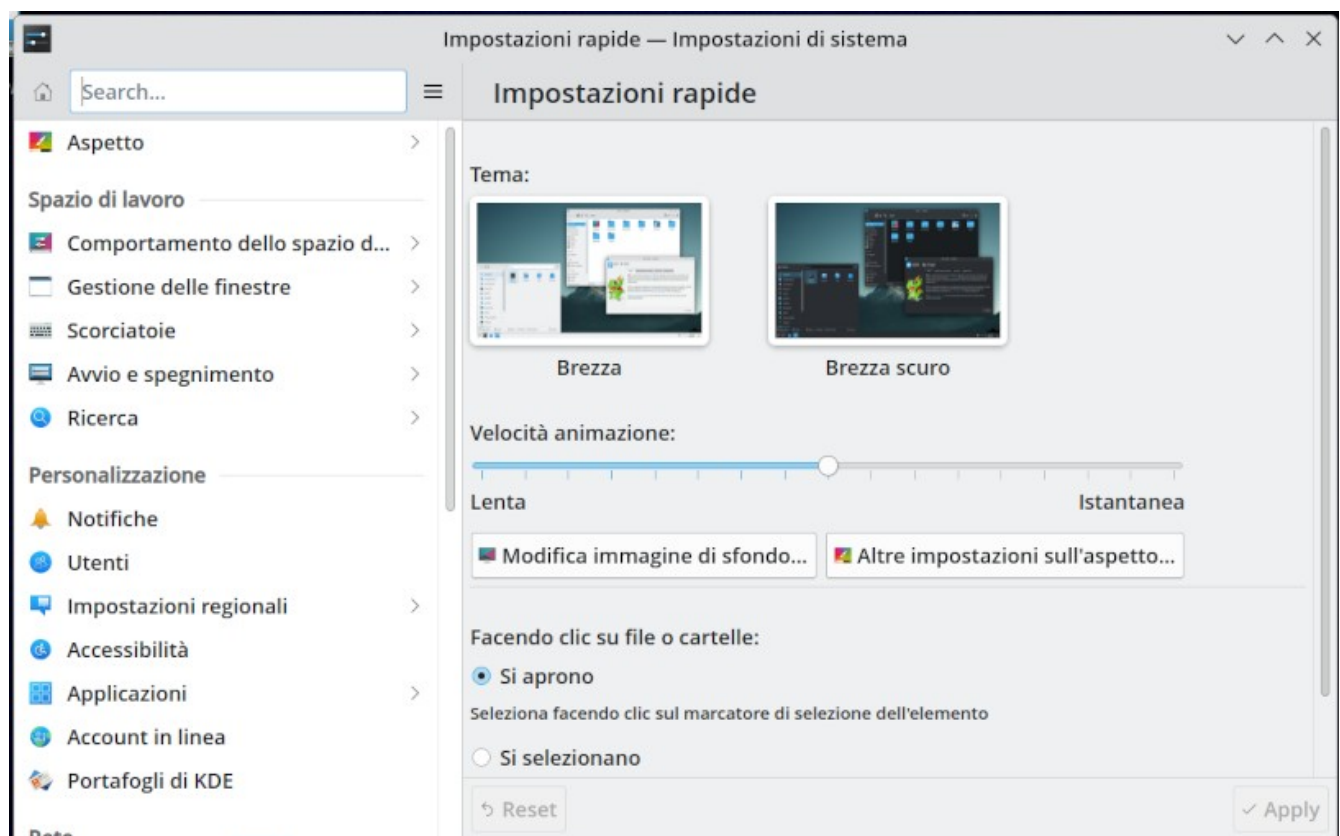 Impostazioni rapide — Impostazioni di sistema
Search...
Impostazioni rapide
Aspetto
Spazio di lavoro
Comportamento dello spazio d...
Gestione delle finestre
Scorciatoie
Avvio e spegnimento
Ricerca
Personalizzazione
Notifiche
Utenti
Impostazioni regionali
Accessibilità
Applicazioni
Account in linea
Portafogli di KDE
Tema:
Brezza
Brezza scuro
Velocità animazione:
Lenta
Istantanea
Modifica immagine di sfondo...
Altre impostazioni sull'aspetto...
Facendo clic su file o cartelle:
Si aprono
Seleziona facendo clic sul marcatore di selezione dell'elemento
Si selezionano
Reset
Apply